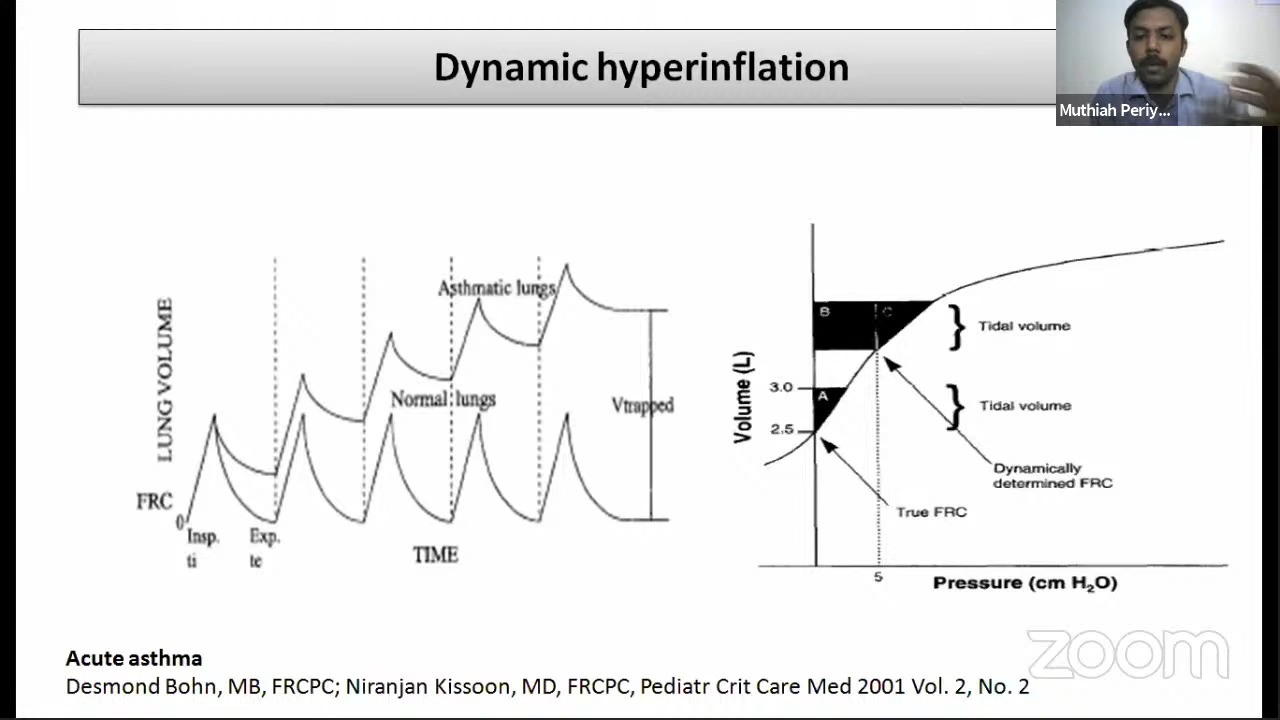 Dynamic hyperinflation
Muthiah Periy...
LUNG VOLUME
Asthmatic lungs
Normal lungs
Vtrapped
FRC
0
Insp.
ti
Exp.
te
TIME
Volume (L)
B
C
Tidal volume
3.0
A
Tidal volume
2.5
Dynamically
determined FRC
True FRC
5
Pressure (cm H₂O)
zoom
Acute asthma
Desmond Bohn, MB, FRCPC; Niranjan Kissoon, MD, FRCPC, Pediatr Crit Care Med 2001 Vol. 2, No. 2